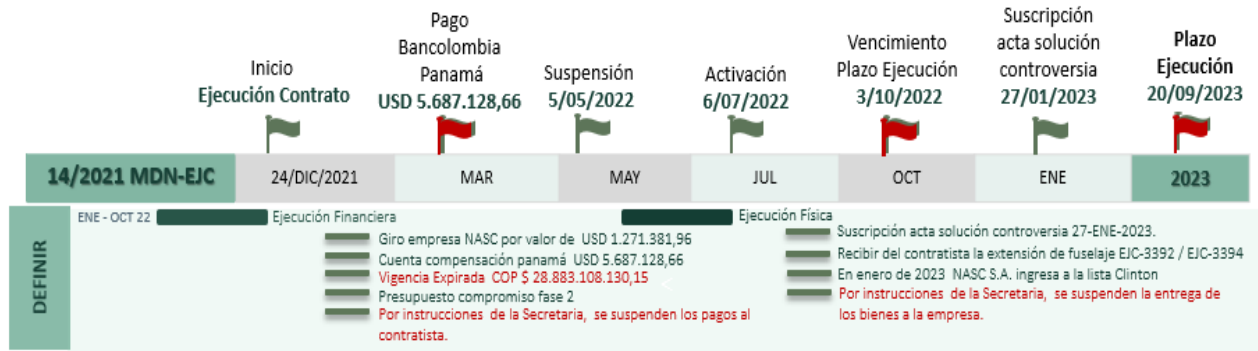 Inicio
Ejecución Contrato
Pago
Bancolombia
Panamá
USD 5.687.128,66
Suspensión
5/05/2022
Activación
6/07/2022
Vencimiento
Plazo Ejecución
3/10/2022
Suscripción
acta solución
controversia
27/01/2023
Plazo
Ejecución
20/09/2023
14/2021 MDN-EJC
24/DIC/2021
MAR
MAY
JUL
OCT
ENE
2023
DEFINIR
ENE - OCT 22
Ejecución Financiera
Giro empresa NASC por valor de USD 1.271.381,96
Cuenta compensación panamá USD 5.687.128,66
Vigencia Expirada COP $ 28.883.108.130,15
Presupuesto compromiso fase 2
Por instrucciones de la Secretaria, se suspenden los pagos al
contratista.
Ejecución Física
Suscripción acta solución controversia 27-ENE-2023.
Recibir del contratista la extensión de fuselaje EJC-3392 / EJC-3394
En enero de 2023 NASC S.A. ingresa a la lista Clinton
Por instrucciones de la Secretaria, se suspenden la entrega de
los bienes a la empresa.